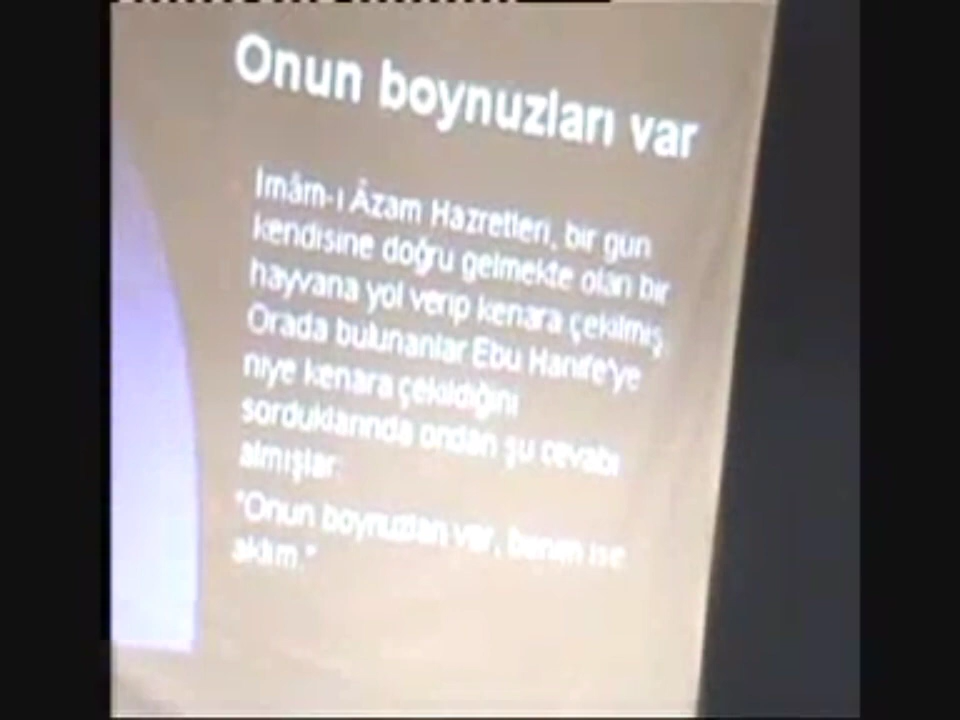 Onun boynuzları var
İmâm-ı Âzam Hazretleri, bir gün
kendisine doğru gelmekte olan bir
hayvana yol verip kenara çekilmiş.
Orada bulunanlar Ebu Hanife'ye
niye kenara çekildiğini
sorduklarında ondan şu cevabı
almışlar:
"Onun boynuzları var, benim ise
aklım."